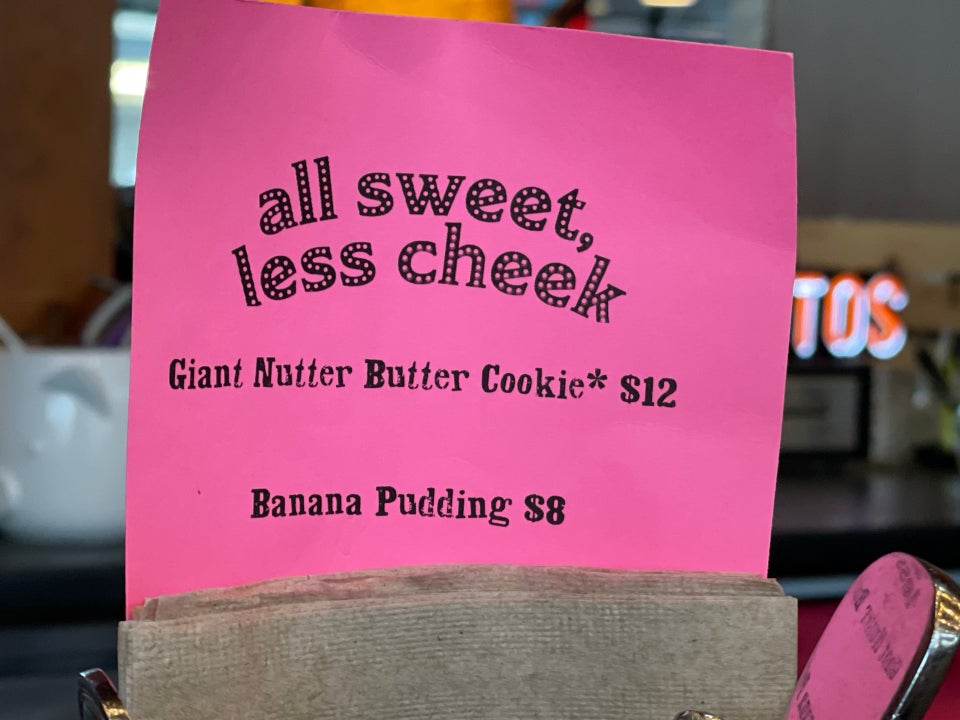 all sweet,
less cheek
Giant Nutter Butter Cookie* $12
Banana Pudding $8
TOS